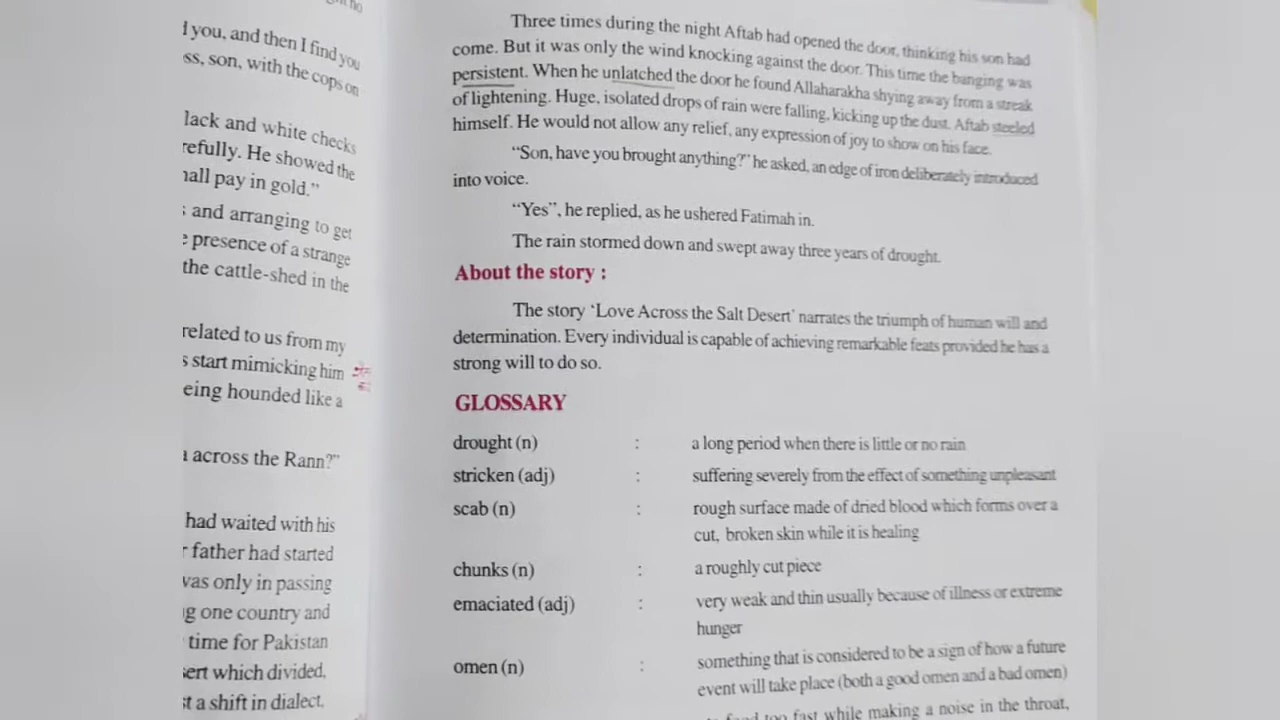 d you, and then I find you
ss, son, with the cops on
lack and white checks
refully. He showed the
hall pay in gold."
s and arranging to get
e presence of a strange
the cattle-shed in the
related to us from my
s start mimicking him
eing hounded like a
a across the Rann?"
had waited with his
r father had started
was only in passing
ng one country and
time for Pakistan
sert which divided,
st a shift in dialect,
Three times during the night Aftab had opened the door, thinking his son had
come. But it was only the wind knocking against the door. This time the banging was
persistent. When he unlatched the door he found Allaharakha shying away from a streak
of lightening. Huge, isolated drops of rain were falling, kicking up the dust. Aftab steeled
himself. He would not allow any relief, any expression of joy to show on his face.
"Son, have you brought anything?" he asked, an edge of iron deliberately introduced
into voice.
"Yes", he replied, as he ushered Fatimah in.
The rain stormed down and swept away three years of drought.
About the story :
The story 'Love Across the Salt Desert' narrates the triumph of human will and
determination. Every individual is capable of achieving remarkable feats provided he has a
strong will to do so.
GLOSSARY
drought (n) : a long period when there is little or no rain
stricken (adj) : suffering severely from the effect of something unpleasant
scab (n) : rough surface made of dried blood which forms over a
cut, broken skin while it is healing
chunks (n) : a roughly cut piece
emaciated (adj) : very weak and thin usually because of illness or extreme
hunger
omen (n) : something that is considered to be a sign of how a future
event will take place (both a good omen and a bad omen)
food too fast while making a noise in the throat,